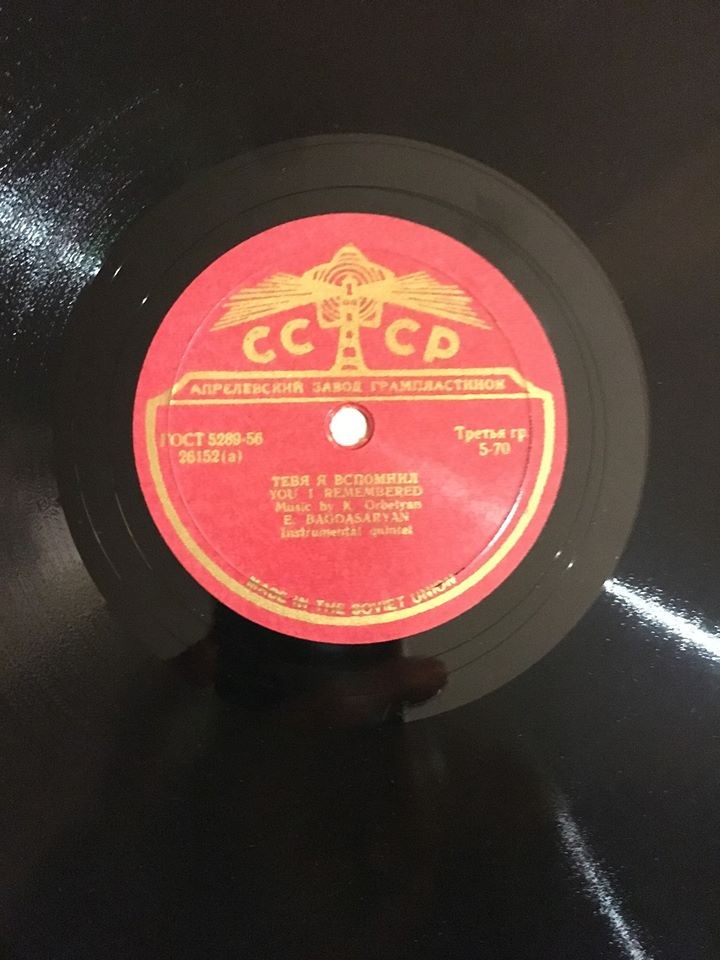 СССР
АПРЕЛЕВСКИЙ ЗАВОД ГРАМПЛАСТИНОК
ГОСТ 5289-56
26152(а)
Третья гр.
5-70
ТЕБЯ Я ВСПОМНИЛ
YOU I REMEMBERED
Music by K. Orbelyan
E. BAGDASARYAN
Instrumental quintet
MADE IN THE SOVIET UNION